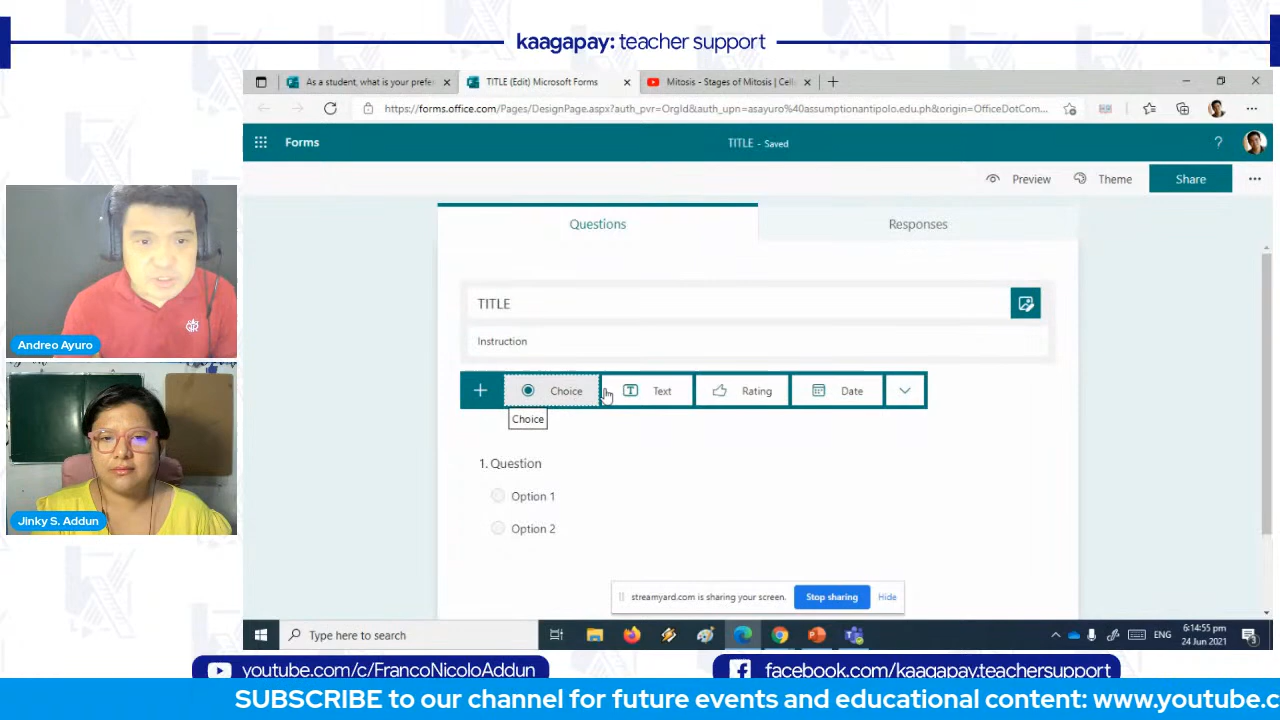 kaagapay: teacher support
As a student, what is your prefe
TITLE (Edit) Microsoft Forms
Mitosis - Stages of Mitosis | Cell
https://forms.office.com/Pages/DesignPage.aspx?auth_pvr=OrgId&auth_upn=asayuro%40assumptionantipolo.edu.ph&origin=OfficeDotCom...
Forms
TITLE - Saved
?
Preview
Theme
Share
Questions
Responses
TITLE
Instruction
Choice
Text
Rating
Date
Choice
1. Question
Option 1
Option 2
Andreo Ayuro
Jinky S. Addun
streamyard.com is sharing your screen.
Stop sharing
Hide
Type here to search
ENG
6:14:55 pm
24 Jun 2021
3
youtube.com/c/FrancoNicoloAddun
facebook.com/kaagapay.teachersupport
SUBSCRIBE to our channel for future events and educational content: www.youtube.c